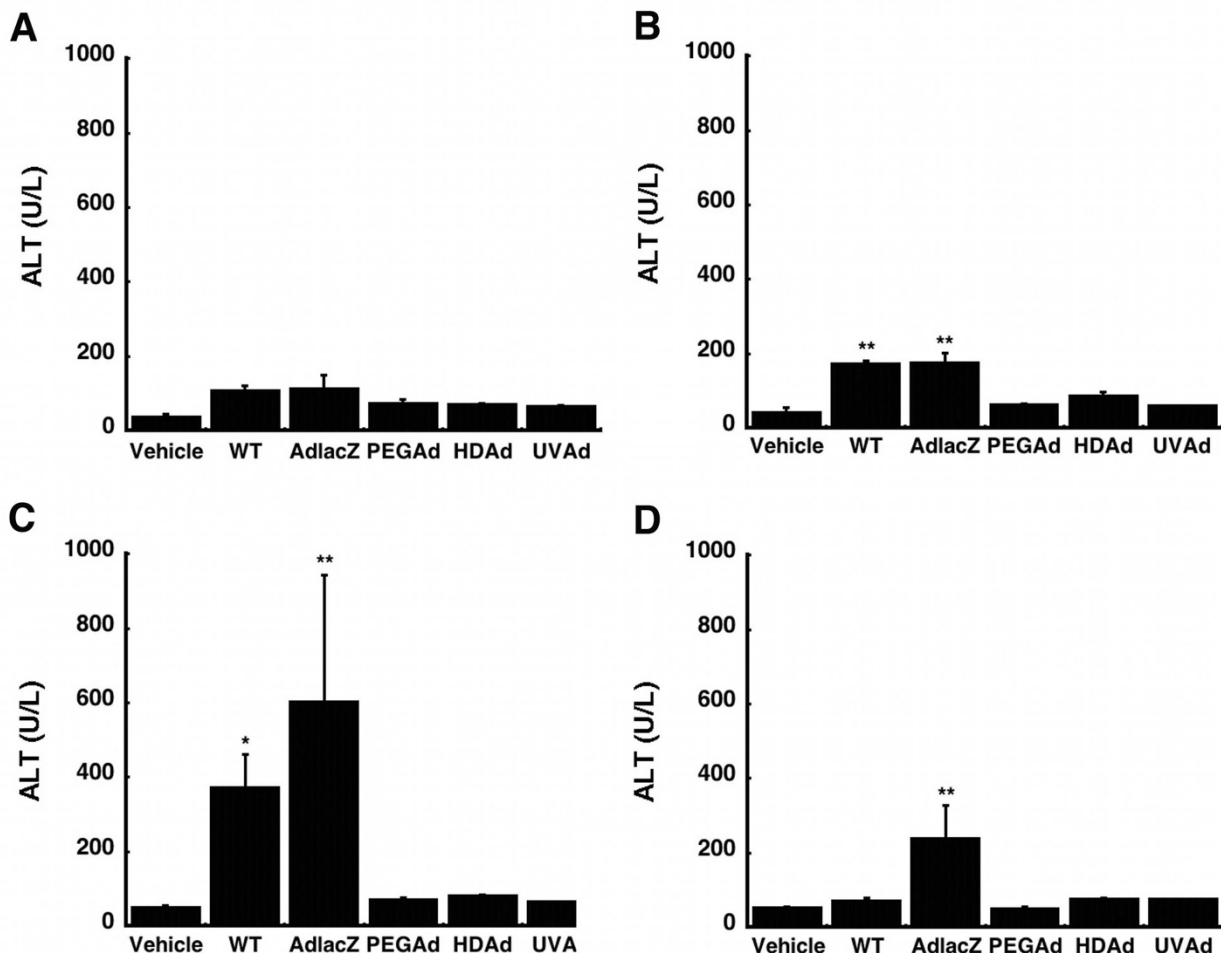 A
1000
800
600
400
200
0
ALT (U/L)
Vehicle WT AdlacZ PEGAd HDAd UVAd
B
1000
800
600
400
200
0
ALT (U/L)
** **
Vehicle WT AdlacZ PEGAd HDAd UVAd
C
1000
800
600
400
200
0
ALT (U/L)
* **
Vehicle WT AdlacZ PEGAd HDAd UVA
D
1000
800
600
400
200
0
ALT (U/L)
**
Vehicle WT AdlacZ PEGAd HDAd UVAd